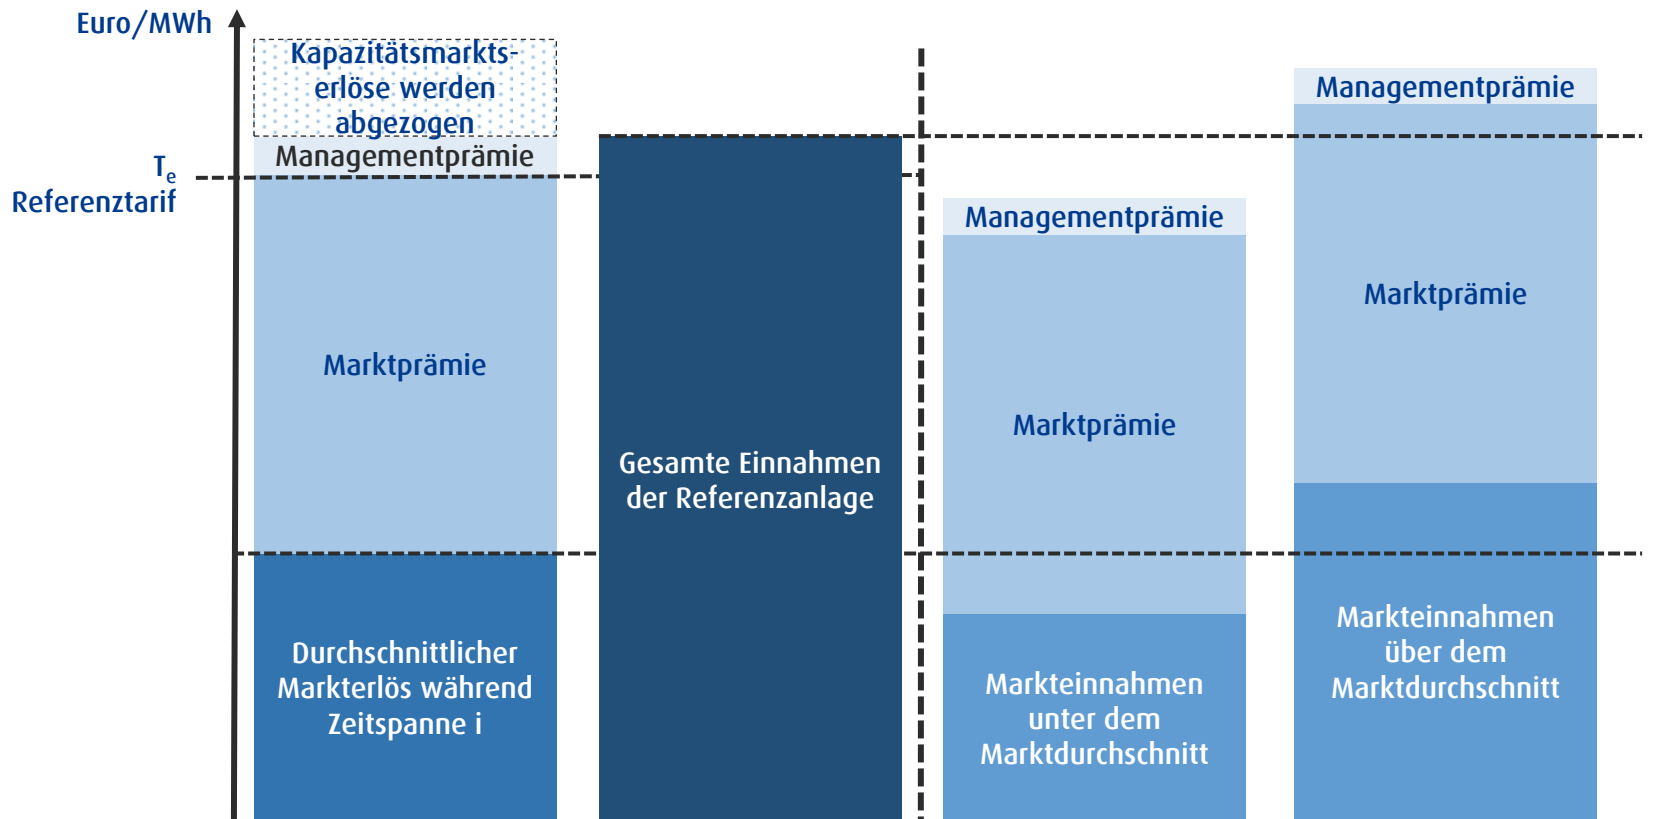 Euro/MWh
Kapazitätsmarkts-
erlöse werden
abgezogen
Managementprämie
Te
Referenztarif
Marktprämie
Durchschnittlicher
Markterlös während
Zeitspanne i
Gesamte Einnahmen
der Referenzanlage
Managementprämie
Marktprämie
Markteinnahmen
unter dem
Marktdurchschnitt
Managementprämie
Marktprämie
Markteinnahmen
über dem
Marktdurchschnitt